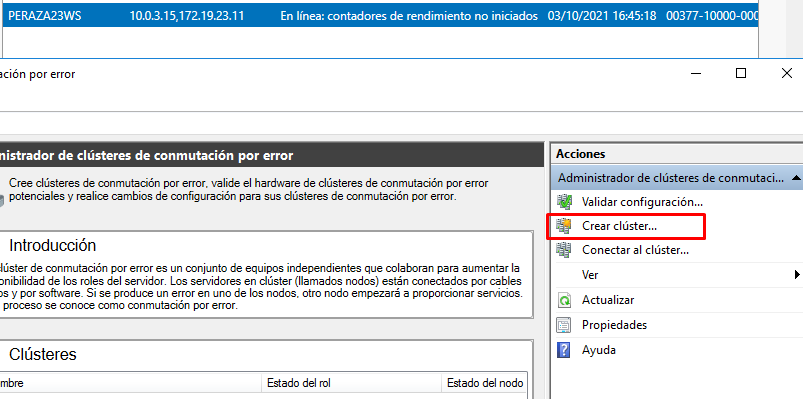 PERAZA23WS 10.0.3.15,172.19.23.11 En línea: contadores de rendimiento no iniciados 03/10/2021 16:45:18 00377-10000-000
ación por error
nistrador de clústeres de conmutación por error
Cree clústeres de conmutación por error, valide el hardware de clústeres de conmutación por error
potenciales y realice cambios de configuración para sus clústeres de conmutación por error.
Introducción
clúster de conmutación por error es un conjunto de equipos independientes que colaboran para aumentar la
onibilidad de los roles del servidor. Los servidores en clúster (llamados nodos) están conectados por cables
os y por software. Si se produce un error en uno de los nodos, otro nodo empezará a proporcionar servicios.
proceso se conoce como conmutación por error.
Clústeres
mbre Estado del rol Estado del nodo
Acciones
Administrador de clústeres de conmutaci...
Validar configuración...
Crear clúster...
Conectar al clúster...
Ver
Actualizar
Propiedades
Ayuda